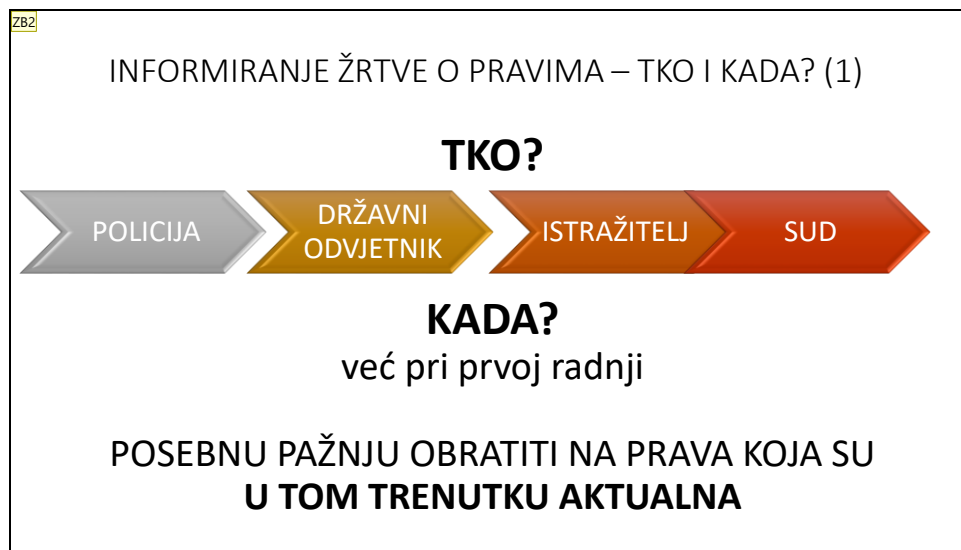 ZB2
INFORMIRANJE ŽRTVE O PRAVIMA – TKO I KADA? (1)
TKO?
POLICIJA
DRŽAVNI
ODVJETNIK
ISTRAŽITELJ
SUD
KADA?
već pri prvoj radnji
POSEBNU PAŽNJU OBRATITI NA PRAVA KOJA SU
U TOM TRENUTKU AKTUALNA